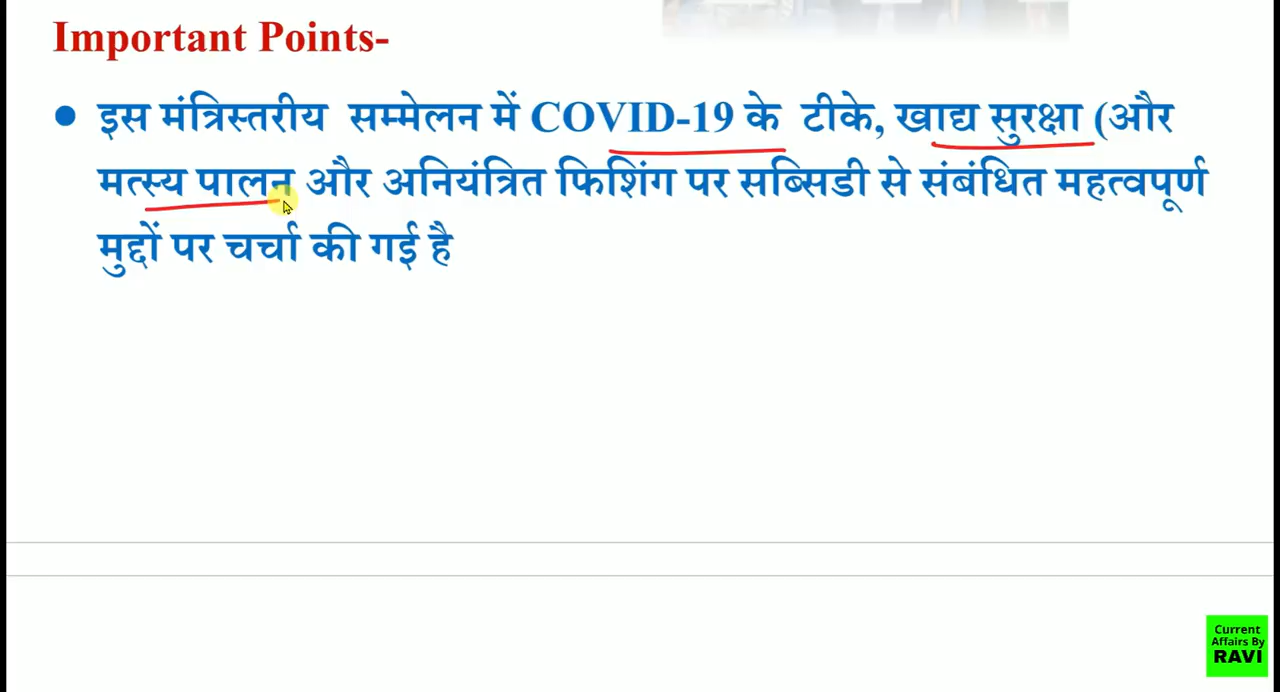 Important Points-
इस मंत्रिस्तरीय सम्मेलन में COVID-19 के टीके, खाद्य सुरक्षा (और
मत्स्य पालन और अनियंत्रित फिशिंग पर सब्सिडी से संबंधित महत्वपूर्ण
मुद्दों पर चर्चा की गई है
Current
Affairs By
RAVI